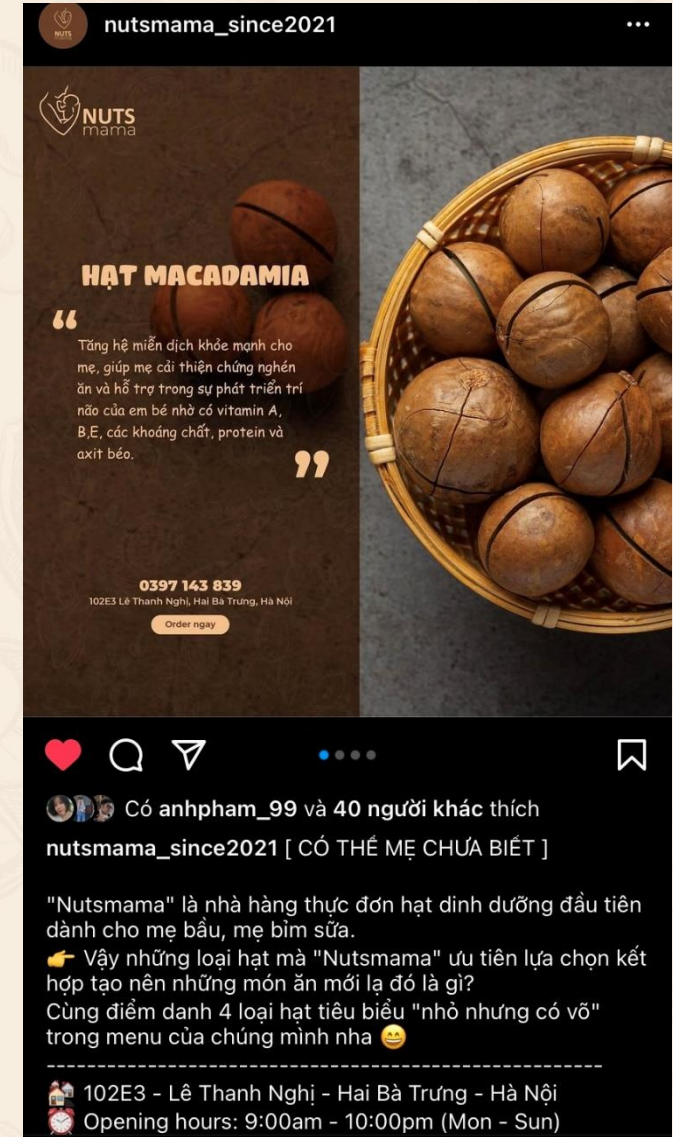 NUTS
nutsmama_since2021
NUTS
mama
HẠT MACADAMIA
“
Tăng hệ miễn dịch khỏe mạnh cho
mẹ, giúp mẹ cải thiện chứng nghén
ăn và hỗ trợ trong sự phát triển trí
não của em bé nhờ có vitamin A,
B,E, các khoáng chất, protein và
axit béo.
”
0397 143 839
102E3 Lê Thanh Nghị, Hai Bà Trưng, Hà Nội
Order ngay
Có anhpham_99 và 40 người khác thích
nutsmama_since2021 [ CÓ THỂ MẸ CHƯA BIẾT ]
"Nutsmama" là nhà hàng thực đơn hạt dinh dưỡng đầu tiên
dành cho mẹ bầu, mẹ bỉm sữa.
👉 Vậy những loại hạt mà "Nutsmama" ưu tiên lựa chọn kết
hợp tạo nên những món ăn mới lạ đó là gì?
Cùng điểm danh 4 loại hạt tiêu biểu "nhỏ nhưng có võ"
trong menu của chúng mình nha 😄
--------------------------------------------------------
🏠 102E3 - Lê Thanh Nghị - Hai Bà Trưng - Hà Nội
⏰ Opening hours: 9:00am - 10:00pm (Mon - Sun)